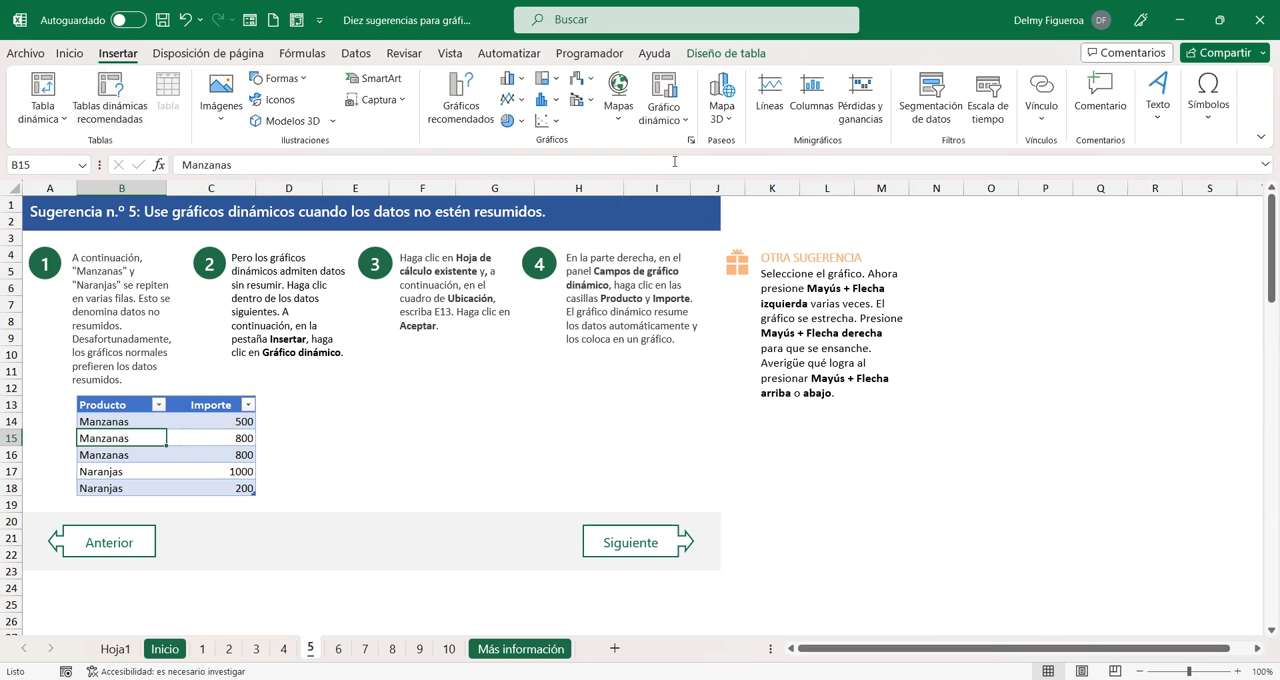 Autoguardado
Diez sugerencias para gráfi...
Buscar
Delmy Figueroa
DF
Archivo Inicio Insertar Disposición de página Fórmulas Datos Revisar Vista Automatizar Programador Ayuda Diseño de tabla
Comentarios
Compartir
Tabla dinámica
Tablas dinámicas recomendadas
Tabla
Tablas
Imágenes
Formas
Iconos
Modelos 3D
SmartArt
Captura
Ilustraciones
Gráficos recomendados
Mapas
Gráfico dinámico
Gráficos
Mapa 3D
Paseos
Líneas
Columnas
Pérdidas y ganancias
Minigráficos
Segmentación de datos
Escala de tiempo
Filtros
Vínculo
Vínculos
Comentario
Comentarios
Texto
Símbolos
B15
fx
Manzanas
A B C D E F G H I J K L M N O P Q R S
1
2
3
4
5
6
7
8
9
10
11
12
13
14
15
16
17
18
19
20
21
22
23
24
25
26
Sugerencia n.º 5: Use gráficos dinámicos cuando los datos no estén resumidos.
1
A continuación,
"Manzanas" y
"Naranjas" se repiten
en varias filas. Esto se
denomina datos no
resumidos.
Desafortunadamente,
los gráficos normales
prefieren los datos
resumidos.
2
Pero los gráficos
dinámicos admiten datos
sin resumir. Haga clic
dentro de los datos
siguientes. A
continuación, en la
pestaña Insertar, haga
clic en Gráfico dinámico.
3
Haga clic en Hoja de
cálculo existente y, a
continuación, en el
cuadro de Ubicación,
escriba E13. Haga clic en
Aceptar.
4
En la parte derecha, en el
panel Campos de gráfico
dinámico, haga clic en las
casillas Producto y Importe.
El gráfico dinámico resume
los datos automáticamente y
los coloca en un gráfico.
OTRA SUGERENCIA
Seleccione el gráfico. Ahora
presione Mayús + Flecha
izquierda varias veces. El
gráfico se estrecha. Presione
Mayús + Flecha derecha
para que se ensanche.
Averigüe qué logra al
presionar Mayús + Flecha
arriba o abajo.
Producto Importe
Manzanas 500
Manzanas 800
Manzanas 800
Naranjas 1000
Naranjas 200
Anterior
Siguiente
Hoja1 Inicio 1 2 3 4 5 6 7 8 9 10 Más información
Listo
Accesibilidad: es necesario investigar
100%